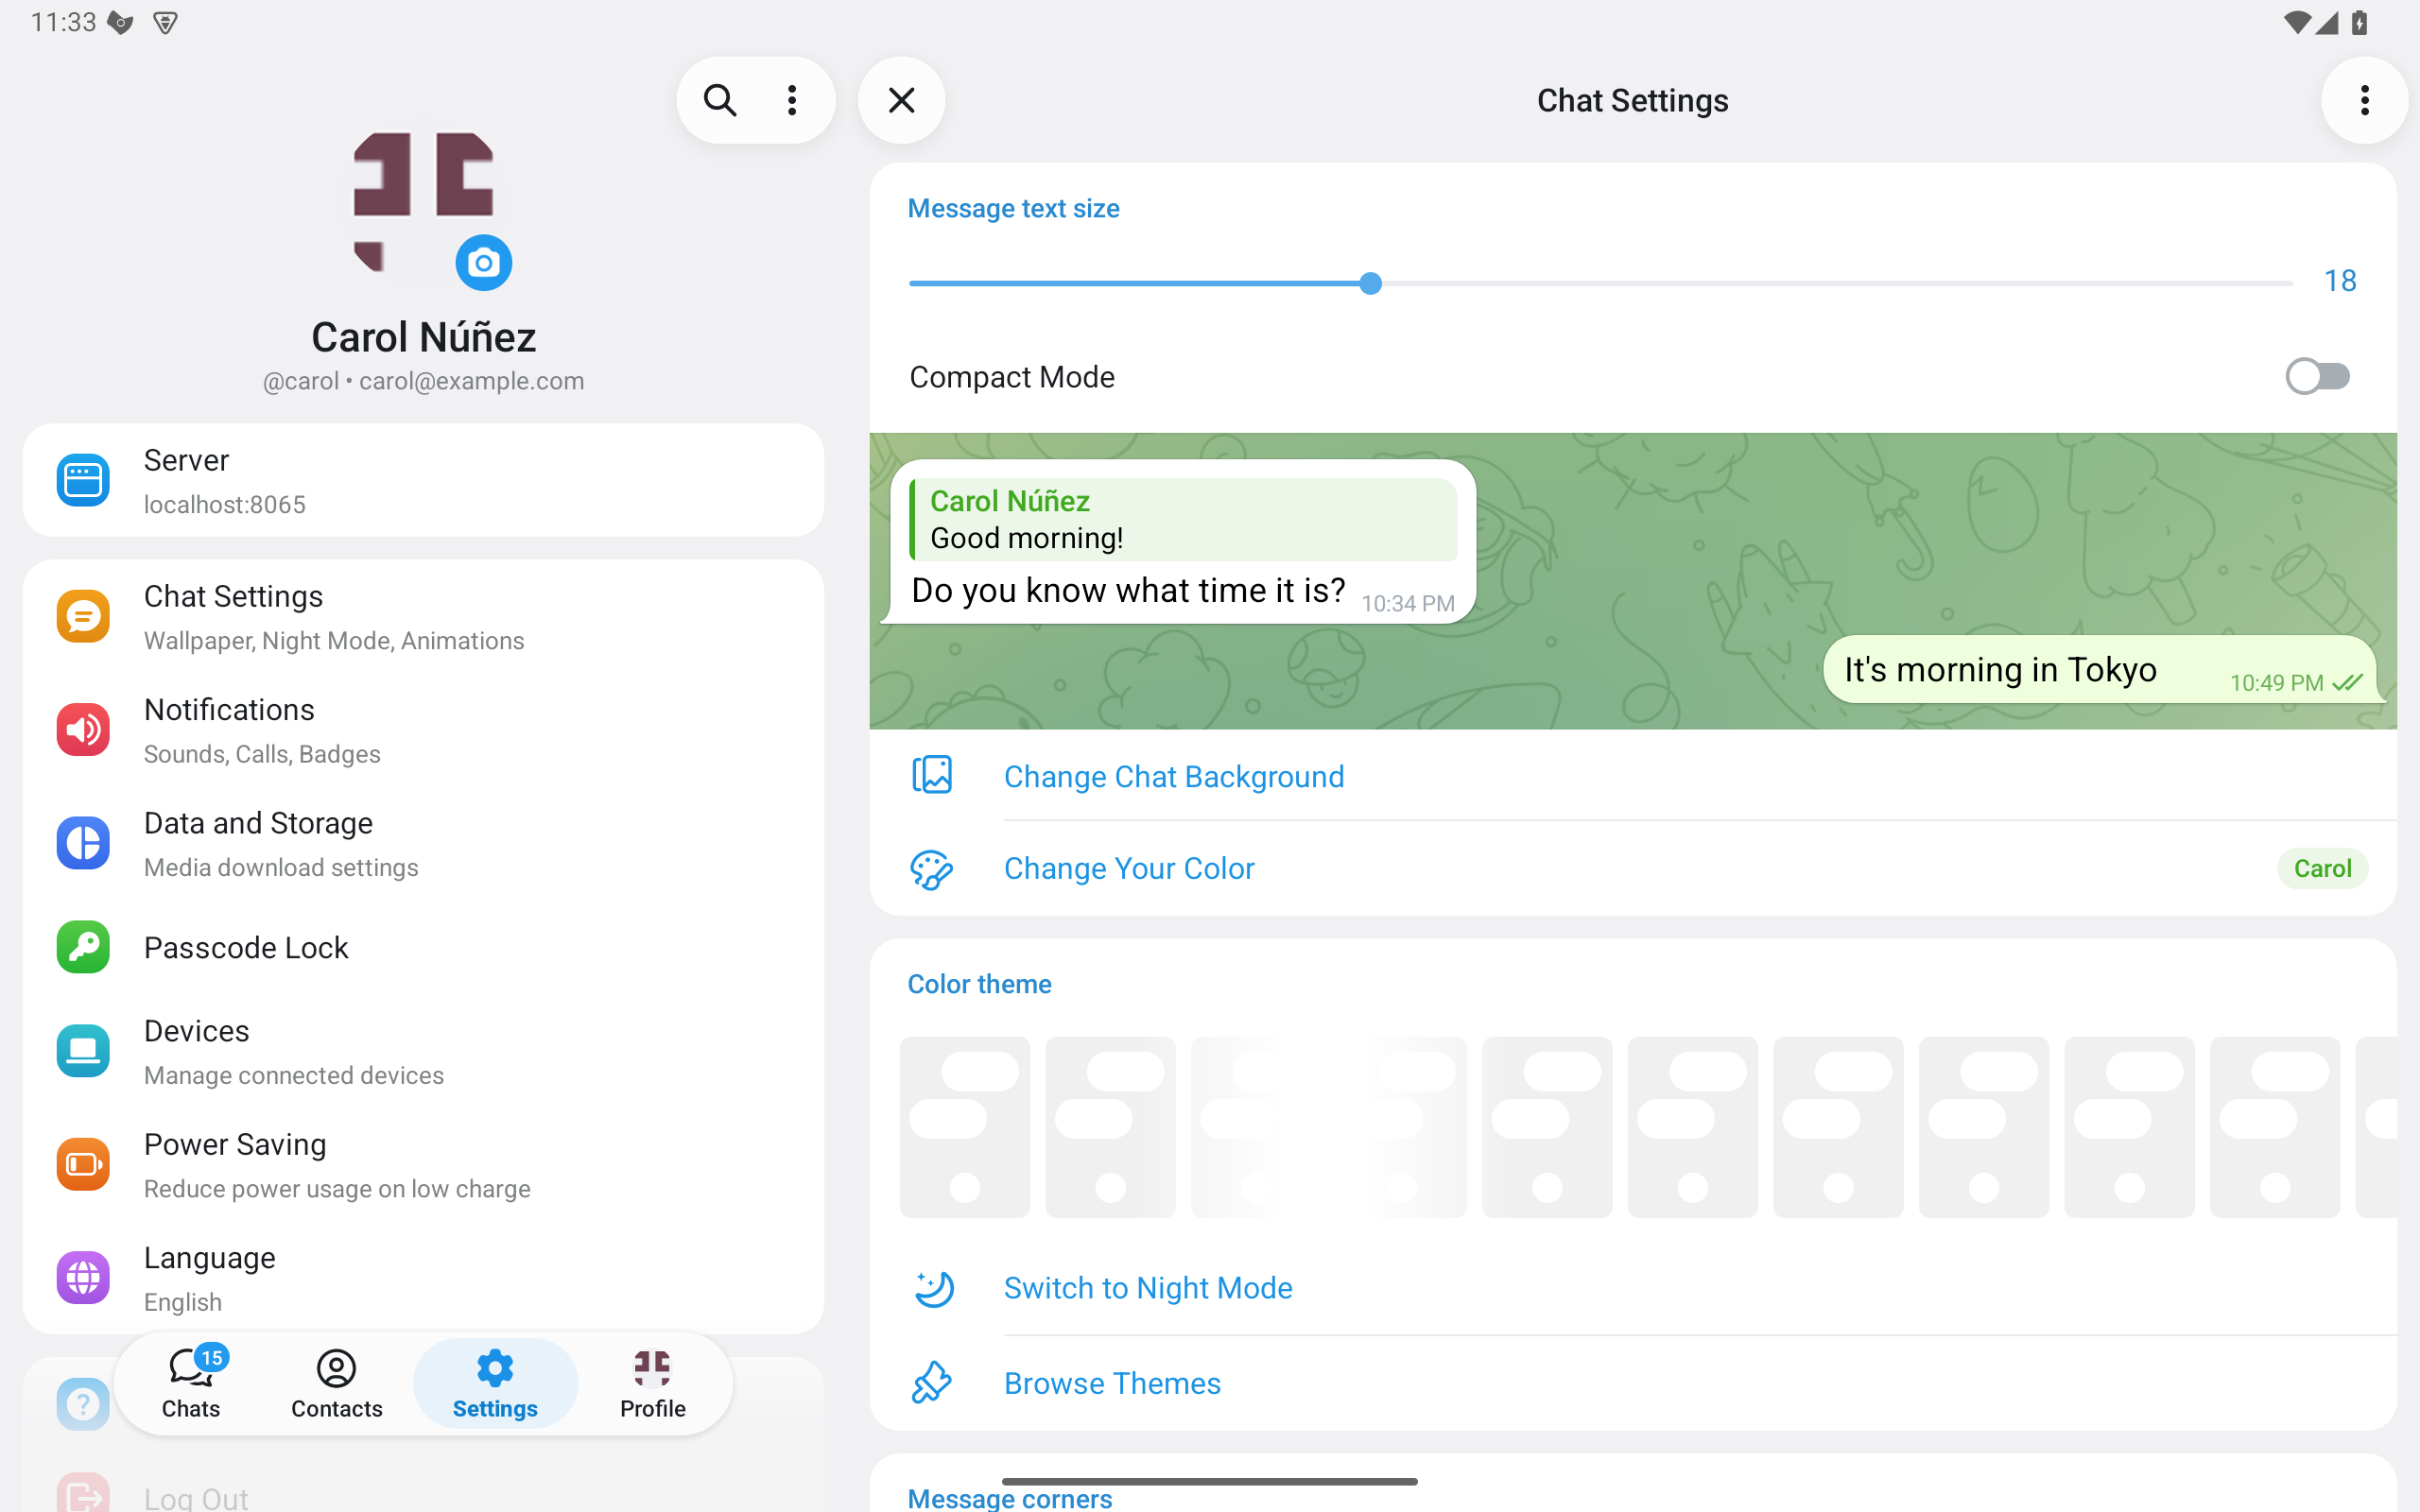 11:33
Carol Núñez
@carol • carol@example.com
Server
localhost:8065
Chat Settings
Wallpaper, Night Mode, Animations
Notifications
Sounds, Calls, Badges
Data and Storage
Media download settings
Passcode Lock
Devices
Manage connected devices
Power Saving
Reduce power usage on low charge
Language
English
?
Log Out
15
Chats
Contacts
Settings
Profile
Chat Settings
Message text size
18
Compact Mode
Carol Núñez
Good morning!
Do you know what time it is? 10:34 PM
It's morning in Tokyo 10:49 PM
Change Chat Background
Change Your Color
Carol
Color theme
Switch to Night Mode
Browse Themes
Message corners